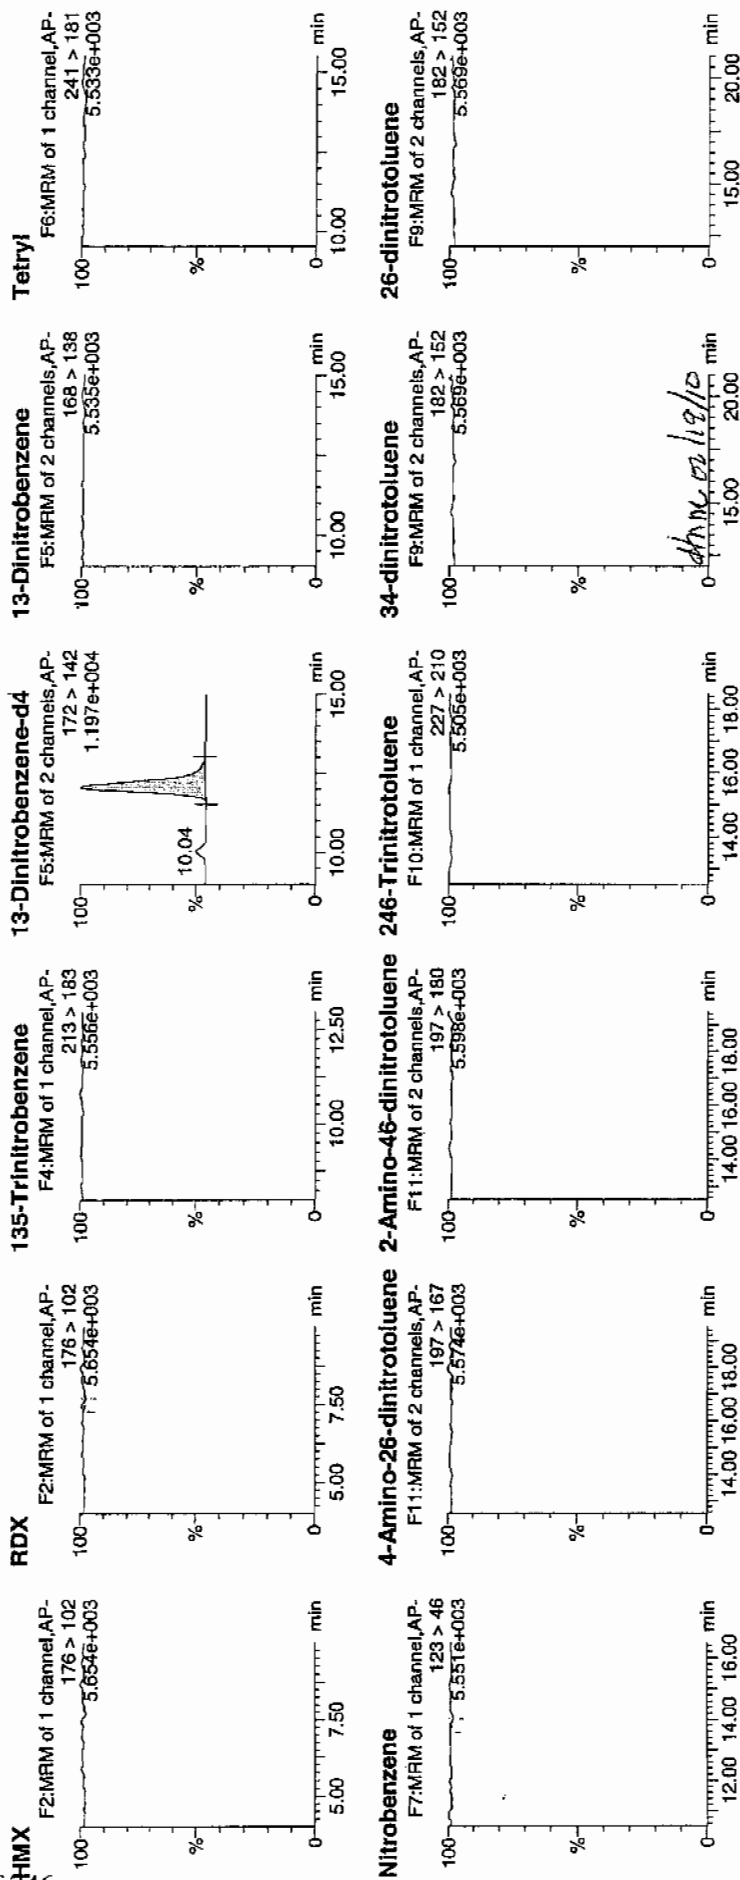 HMX
F2:MRM of 1 channel,AP-
176 > 102
5.654e+003
100
%
0
5.00 7.50 min
RDX
F2:MRM of 1 channel,AP-
176 > 102
5.654e+003
100
%
0
5.00 7.50 min
135-Trinitrobenzene
F4:MRM of 1 channel,AP-
213 > 183
5.556e+003
100
%
0
10.00 12.50 min
13-Dinitrobenzene-d4
F5:MRM of 2 channels,AP-
172 > 142
1.197e+004
100
10.04
%
0
10.00 15.00 min
13-Dinitrobenzene
F5:MRM of 2 channels,AP-
168 > 138
5.535e+003
100
%
0
10.00 15.00 min
Tetryl
F6:MRM of 1 channel,AP-
241 > 181
5.533e+003
100
%
0
10.00 15.00 min
Nitrobenzene
F7:MRM of 1 channel,AP-
123 > 46
5.551e+003
100
%
0
12.00 14.00 16.00 min
4-Amino-26-dinitrotoluene
F11:MRM of 2 channels,AP-
197 > 167
5.574e+003
100
%
0
14.00 16.00 18.00 min
2-Amino-46-dinitrotoluene
F11:MRM of 2 channels,AP-
197 > 180
5.598e+003
100
%
0
14.00 16.00 18.00 min
246-Trinitrotoluene
F10:MRM of 1 channel,AP-
227 > 210
5.505e+003
100
%
0
14.00 16.00 18.00 min
34-dinitrotoluene
F9:MRM of 2 channels,AP-
182 > 152
5.569e+003
100
%
0
02/19/10
15.00 20.00 min
26-dinitrotoluene
F9:MRM of 2 channels,AP-
182 > 152
5.569e+003
100
%
0
15.00 20.00 min